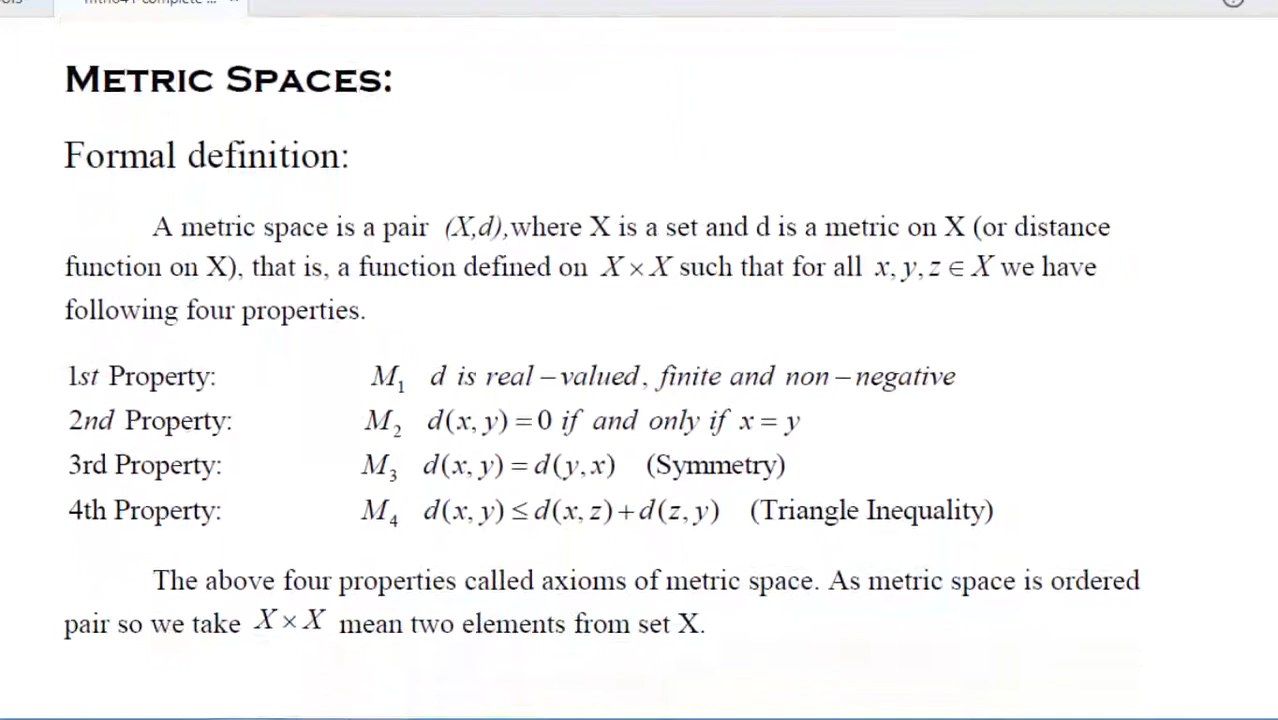 METRIC SPACES:
Formal definition:
A metric space is a pair (X,d),where X is a set and d is a metric on X (or distance
function on X), that is, a function defined on X × X such that for all x, y, z ∈ X we have
following four properties.
1st Property: M₁ d is real – valued, finite and non – negative
2nd Property: M₂ d(x, y) = 0 if and only if x = y
3rd Property: M₃ d(x, y) = d(y, x) (Symmetry)
4th Property: M₄ d(x, y) ≤ d(x, z) + d(z, y) (Triangle Inequality)
The above four properties called axioms of metric space. As metric space is ordered
pair so we take X × X mean two elements from set X.